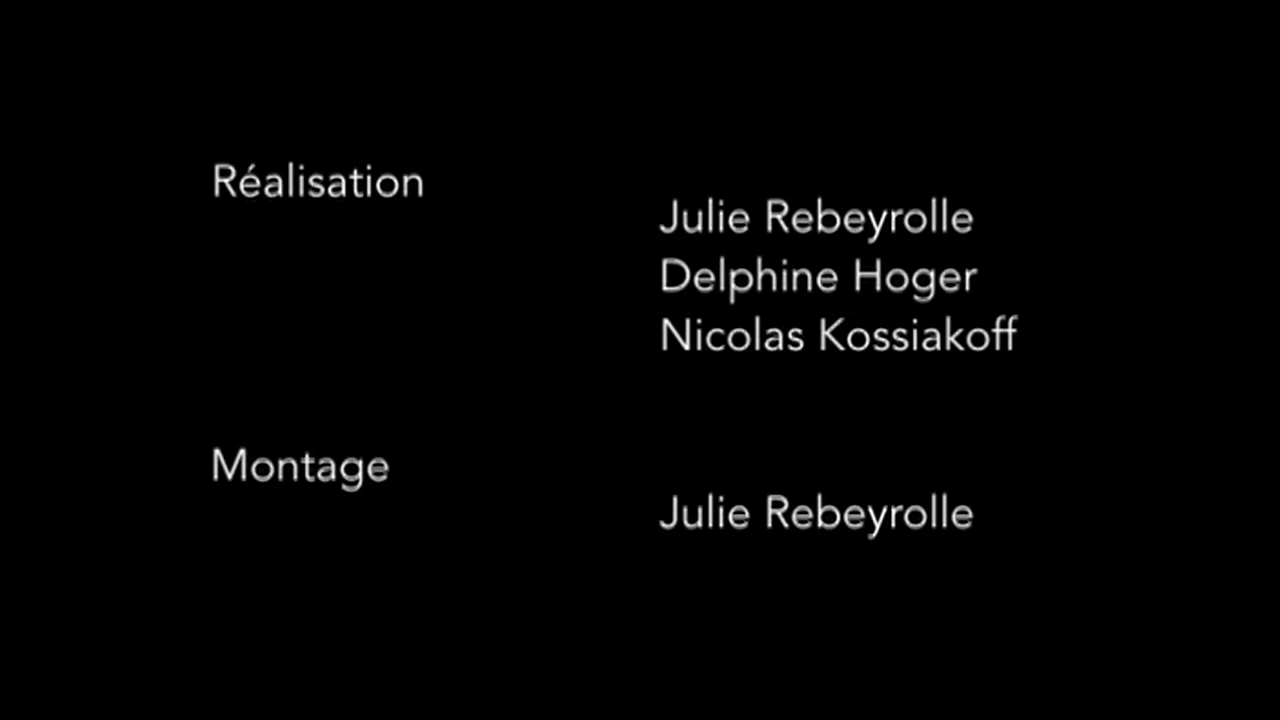 Réalisation
Julie Rebeyrolle
Delphine Hoger
Nicolas Kossiakoff
Montage
Julie Rebeyrolle